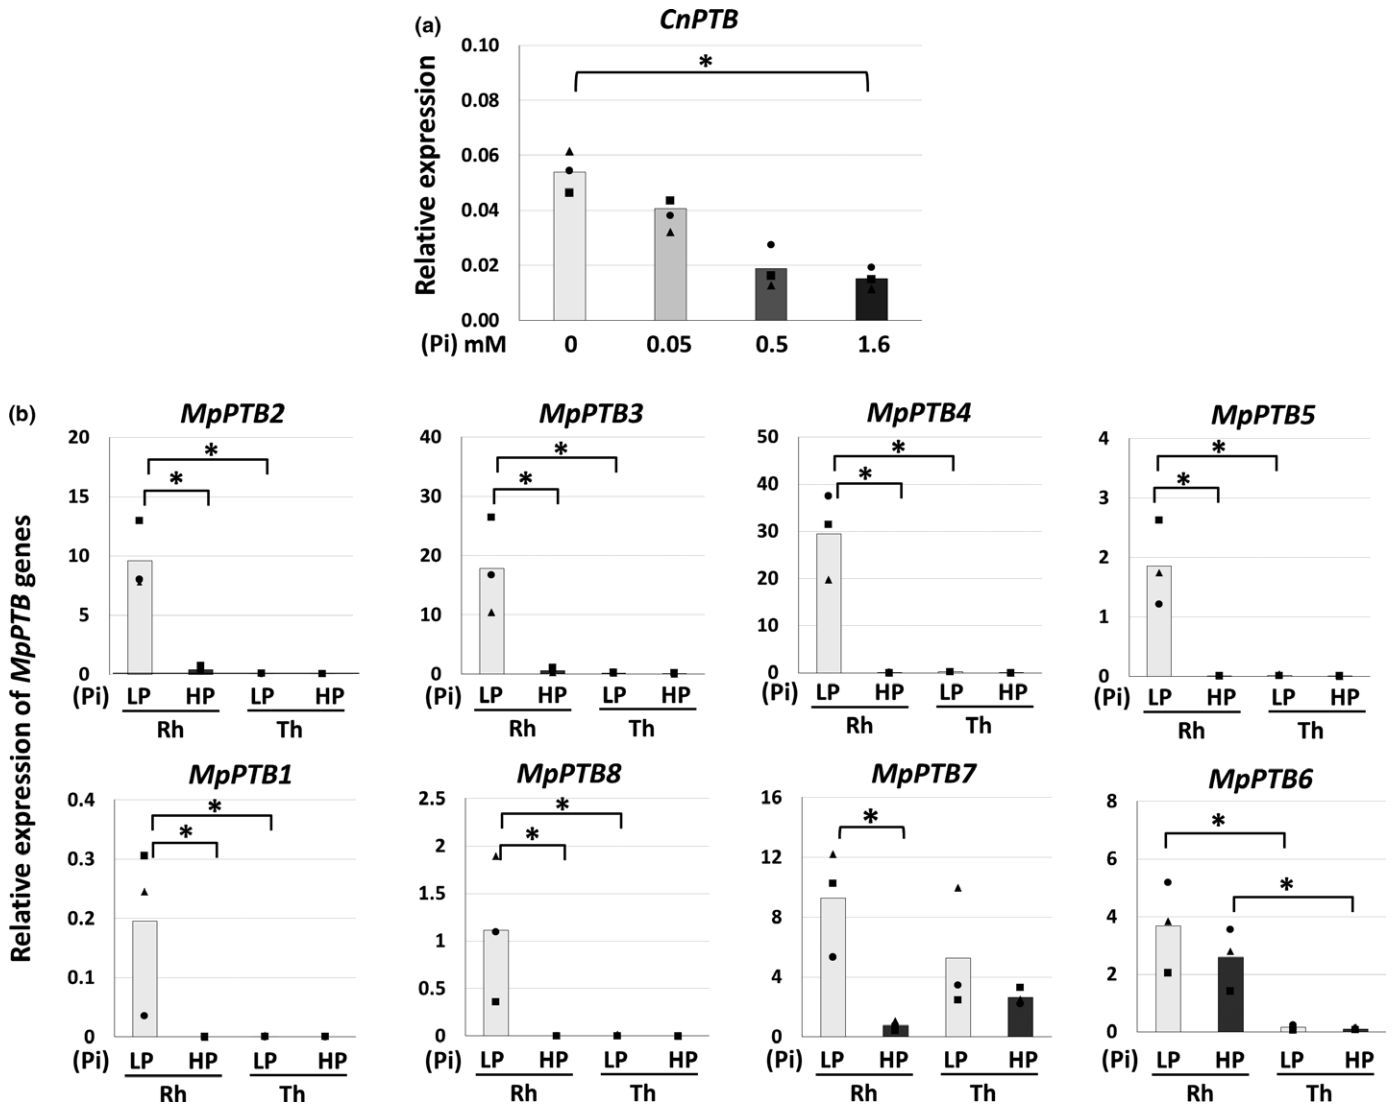 (a)
CnPTB
Relative expression
0.10
0.08
0.06
0.04
0.02
0.00
*
(Pi) mM 0 0.05 0.5 1.6
(b)
Relative expression of MpPTB genes
MpPTB2
20
15
10
5
0
*
*
(Pi) LP HP LP HP
Rh Th
MpPTB3
40
30
20
10
0
*
*
(Pi) LP HP LP HP
Rh Th
MpPTB4
50
40
30
20
10
0
*
*
(Pi) LP HP LP HP
Rh Th
MpPTB5
4
3
2
1
0
*
*
(Pi) LP HP LP HP
Rh Th
MpPTB1
0.4
0.3
0.2
0.1
0
*
*
(Pi) LP HP LP HP
Rh Th
MpPTB8
2.5
2
1.5
1
0.5
0
*
*
(Pi) LP HP LP HP
Rh Th
MpPTB7
16
12
8
4
0
*
(Pi) LP HP LP HP
Rh Th
MpPTB6
8
6
4
2
0
*
*
(Pi) LP HP LP HP
Rh Th